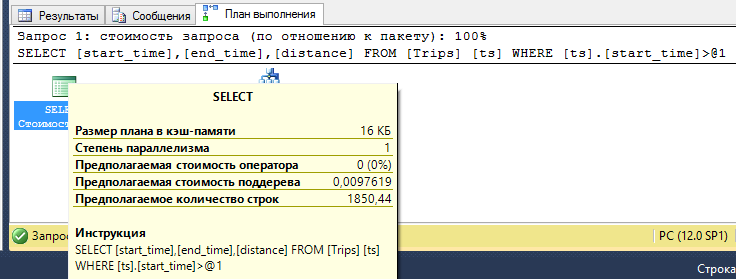 Результаты Сообщения План выполнения
Запрос 1: стоимость запроса (по отношению к пакету): 100%
SELECT [start_time],[end_time],[distance] FROM [Trips] [ts] WHERE [ts].[start_time]>@1
SELECT
Размер плана в кэш-памяти 16 КБ
Степень параллелизма 1
Предполагаемая стоимость оператора 0 (0%)
Предполагаемая стоимость поддерева 0,0097619
Предполагаемое количество строк 1850,44
Инструкция
SELECT [start_time],[end_time],[distance] FROM [Trips] [ts]
WHERE [ts].[start_time]>@1
PC (12.0 SP1)
Строка